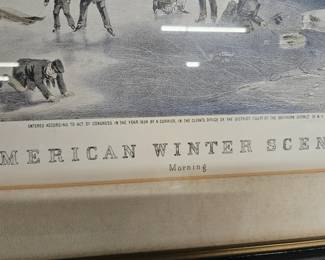 ENTERED ACCORDING TO ACT OF CONGRESS IN THE YEAR 1854 BY N. CURRIER, IN THE CLERK'S OFFICE OF THE DISTRICT COURT OF THE SOUTHERN DISTRICT OF N.Y.
MERICAN WINTER SCEN
Morning